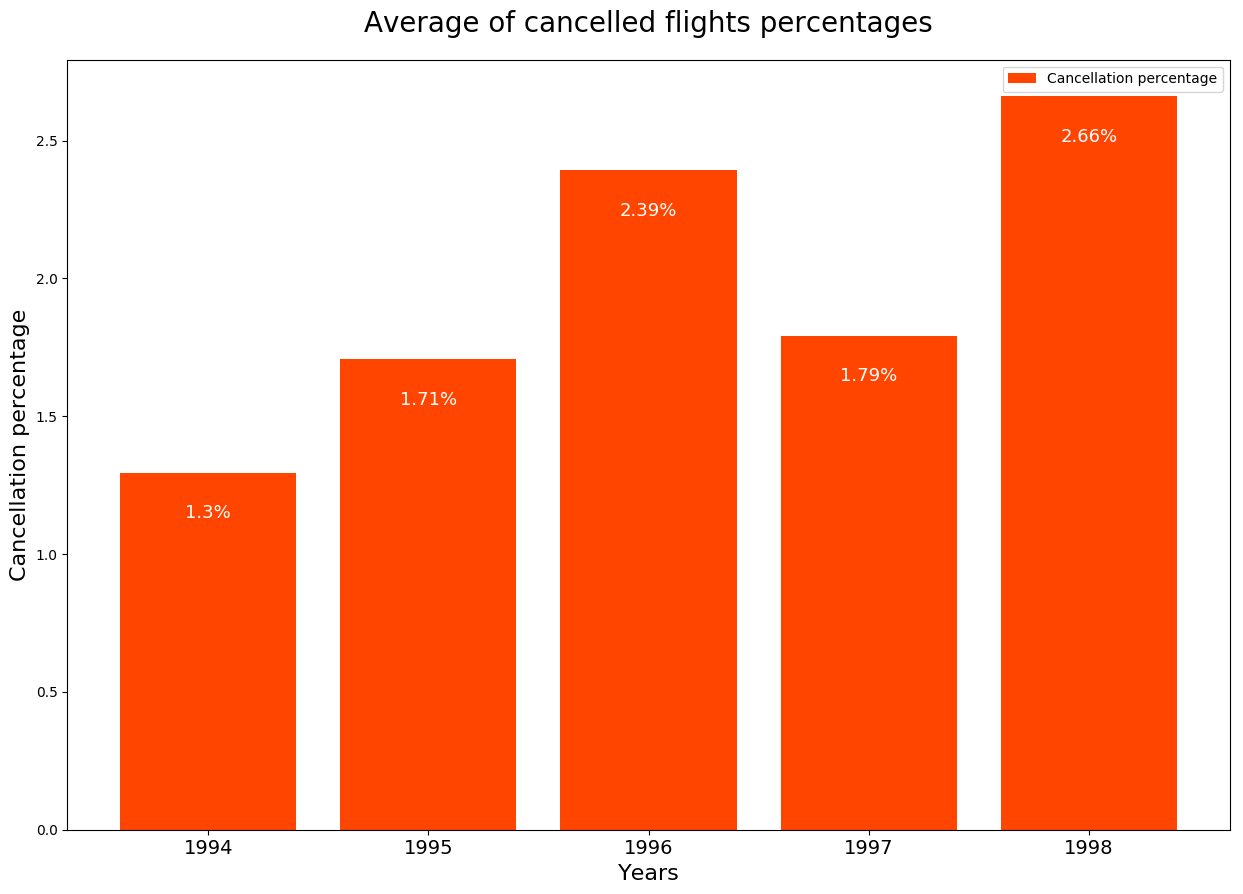 Average of cancelled flights percentages
Cancellation percentage
2.66%
2.5
2.39%
2.0
1.79%
1.71%
1.5
1.3%
1.0
0.5
0.0
Cancellation percentage
1994 1995 1996 1997 1998
Years